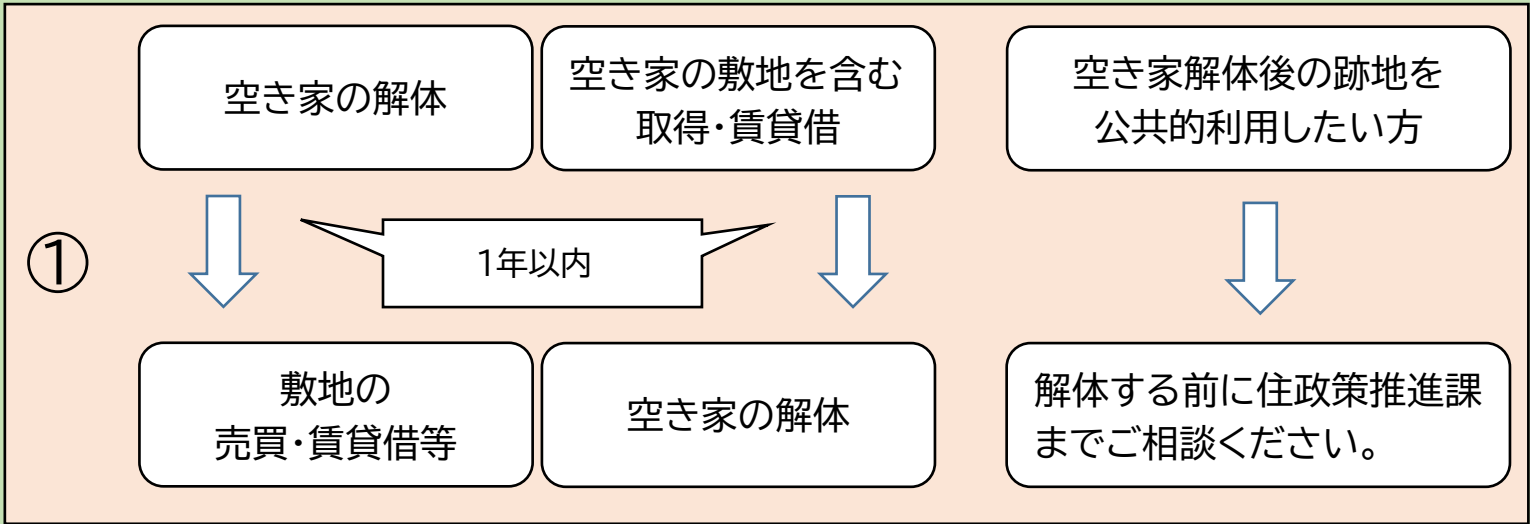 ①
空き家の解体
空き家の敷地を含む
取得・賃貸借
空き家解体後の跡地を
公共的利用したい方
1年以内
敷地の
売買・賃貸借等
空き家の解体
解体する前に住政策推進課
までご相談ください。